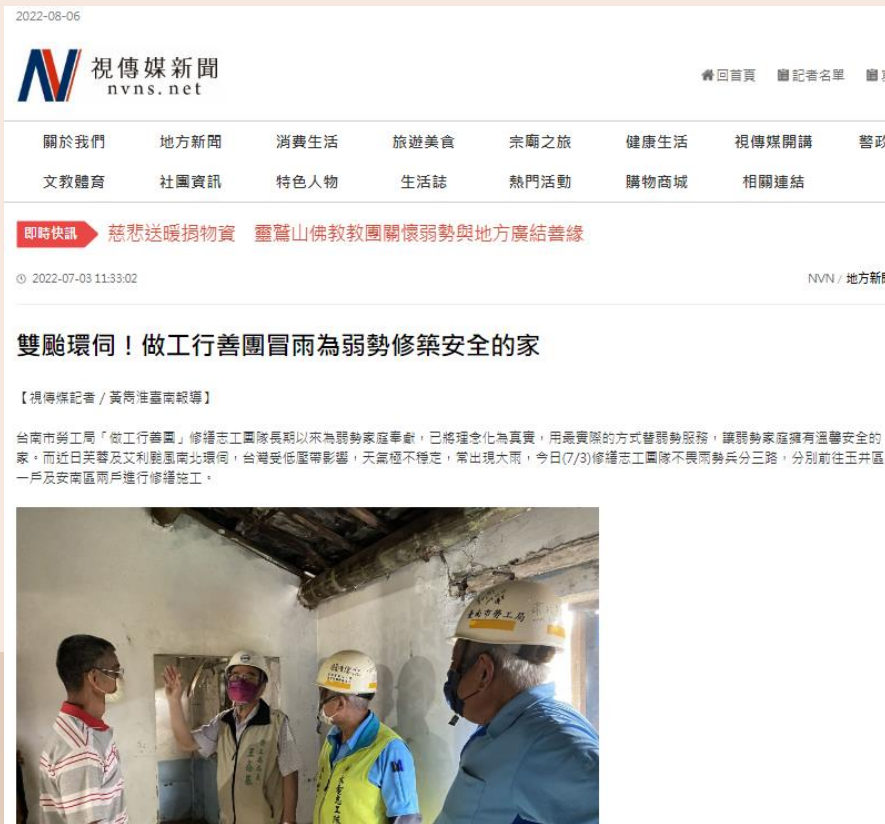 2022-08-06
視傳媒新聞
nvns.net
回首頁 記者名單
關於我們 地方新聞 消費生活 旅遊美食 宗廟之旅 健康生活 視傳媒開講 警政
文教體育 社團資訊 特色人物 生活誌 熱門活動 購物商城 相關連結
即時快訊 慈悲送暖捐物資 靈鷲山佛教教團關懷弱勢與地方廣結善緣
2022-07-03 11:33:02 NVN / 地方新聞
雙颱環伺！做工行善團冒雨為弱勢修築安全的家
【視傳媒記者 / 黃雋淮臺南報導】
台南市勞工局「做工行善團」修繕志工團隊長期以來為弱勢家庭奉獻，已將理念化為真實，用最實際的方式替弱勢服務，讓弱勢家庭擁有溫馨安全的
家。而近日芙蓉及艾利颱風南北環伺，台灣受低壓帶影響，天氣極不穩定，常出現大雨，今日(7/3)修繕志工團隊不畏雨勢兵分三路，分別前往玉井區
一戶及安南區兩戶進行修繕施工。
臺南市勞工局